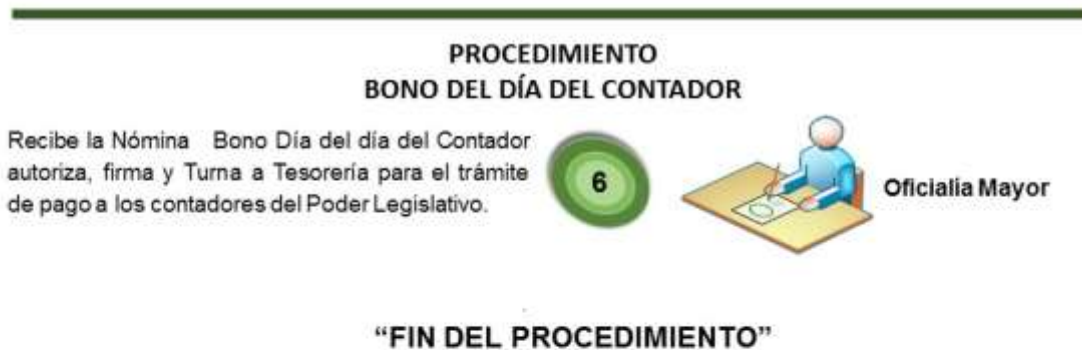 PROCEDIMIENTO
BONO DEL DÍA DEL CONTADOR
Recibe la Nómina Bono Día del día del Contador
autoriza, firma y Turna a Tesorería para el trámite
de pago a los contadores del Poder Legislativo.
6
Oficialia Mayor
“FIN DEL PROCEDIMIENTO”